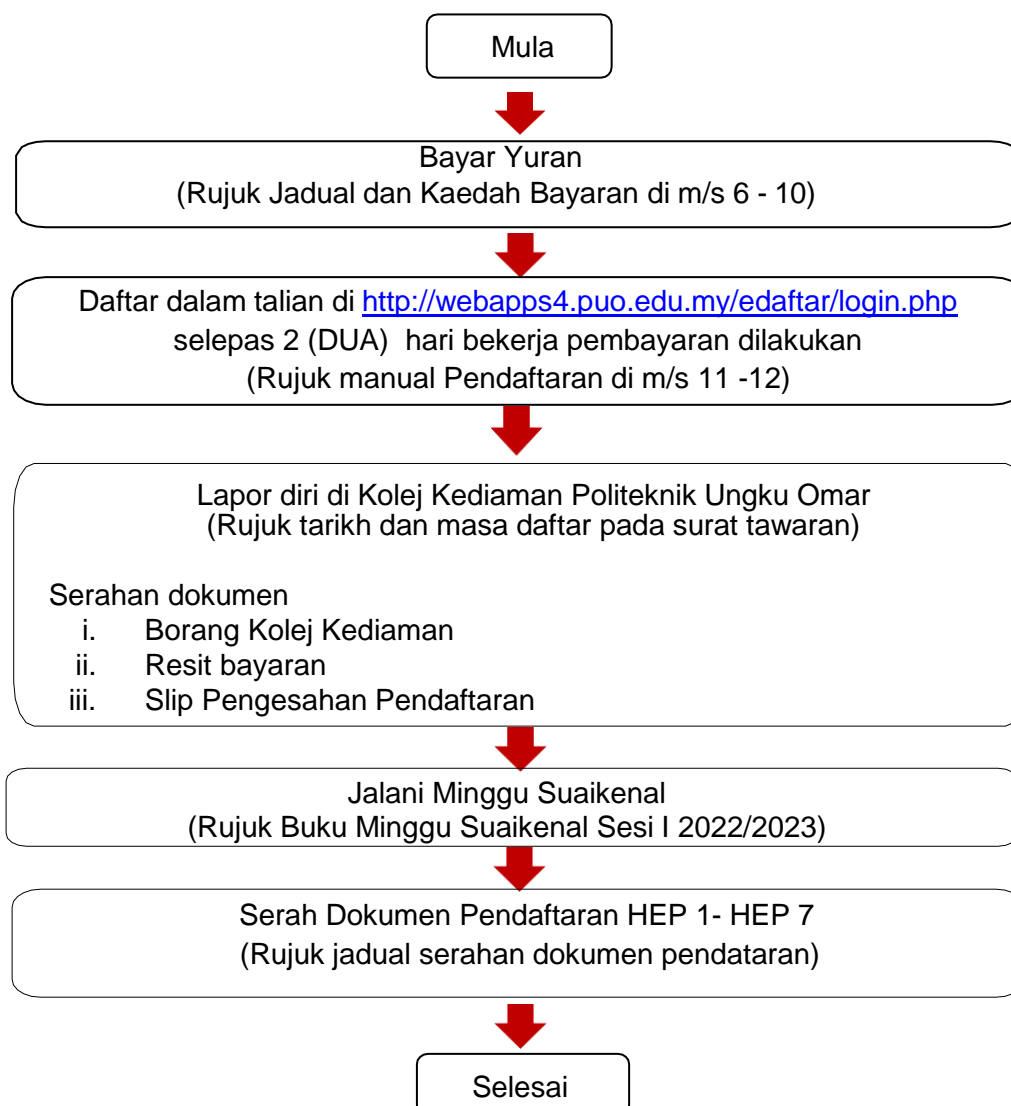 Mula
Bayar Yuran
(Rujuk Jadual dan Kaedah Bayaran di m/s 6 - 10)
Daftar dalam talian di http://webapps4.puo.edu.my/edaftar/login.php
selepas 2 (DUA) hari bekerja pembayaran dilakukan
(Rujuk manual Pendaftaran di m/s 11 -12)
Lapor diri di Kolej Kediaman Politeknik Ungku Omar
(Rujuk tarikh dan masa daftar pada surat tawaran)
Serahan dokumen
i. Borang Kolej Kediaman
ii. Resit bayaran
iii. Slip Pengesahan Pendaftaran
Jalani Minggu Suaikenal
(Rujuk Buku Minggu Suaikenal Sesi I 2022/2023)
Serah Dokumen Pendaftaran HEP 1- HEP 7
(Rujuk jadual serahan dokumen pendataran)
Selesai